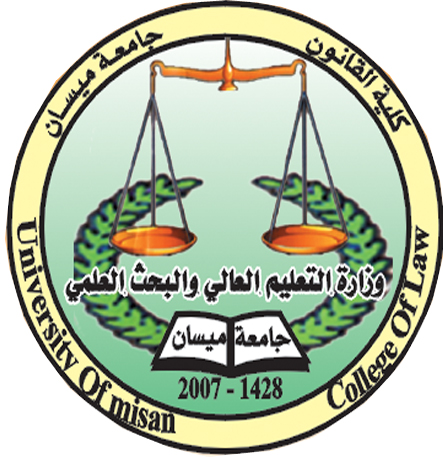 كلية القانون
جامعة ميسان
وزارة التعليم العالي والبحث العلمي
جامعة ميسان
2007 - 1428
University Of misan
College Of Law